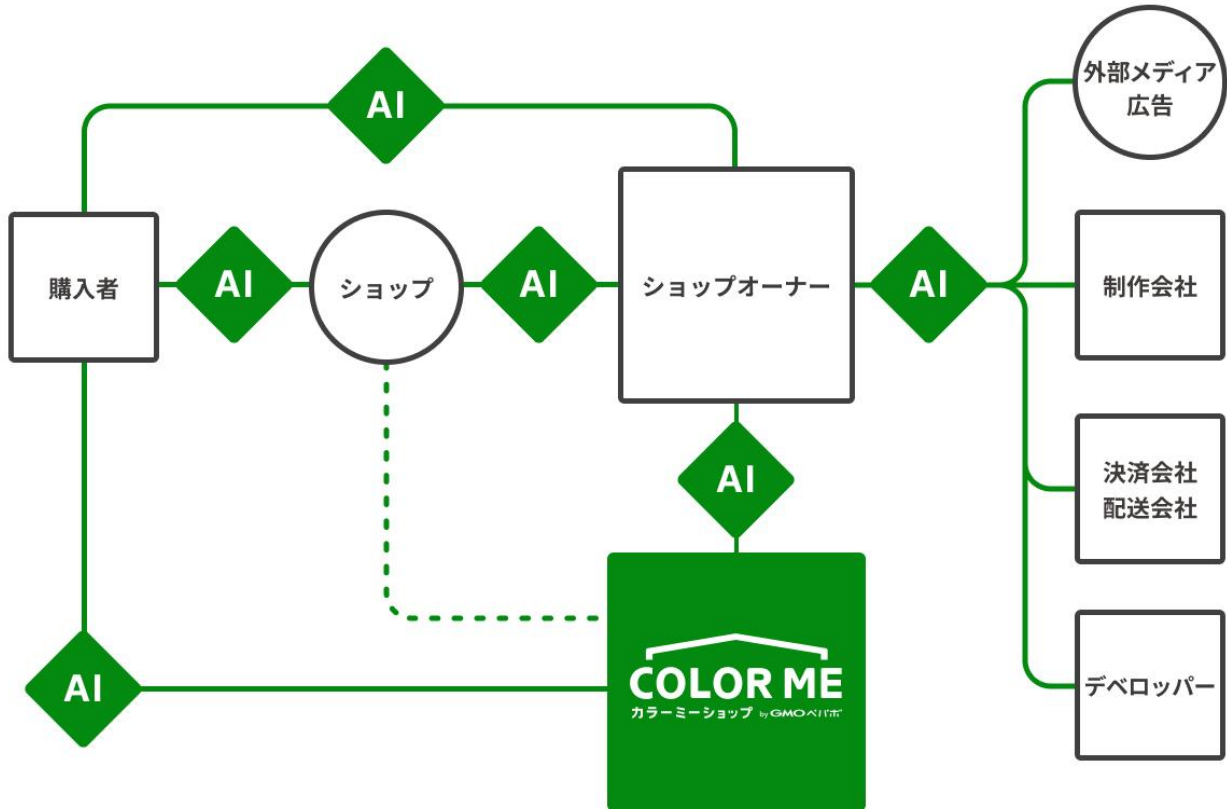 AI
外部メディア
広告
購入者
AI
ショップ
AI
ショップオーナー
AI
制作会社
AI
決済会社
配送会社
AI
COLOR ME
カラーミーショップ by GMOペパボ
デベロッパー